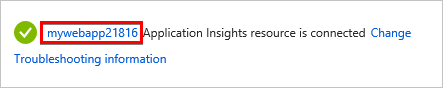 mywebapp21816 Application Insights resource is connected Change
Troubleshooting information